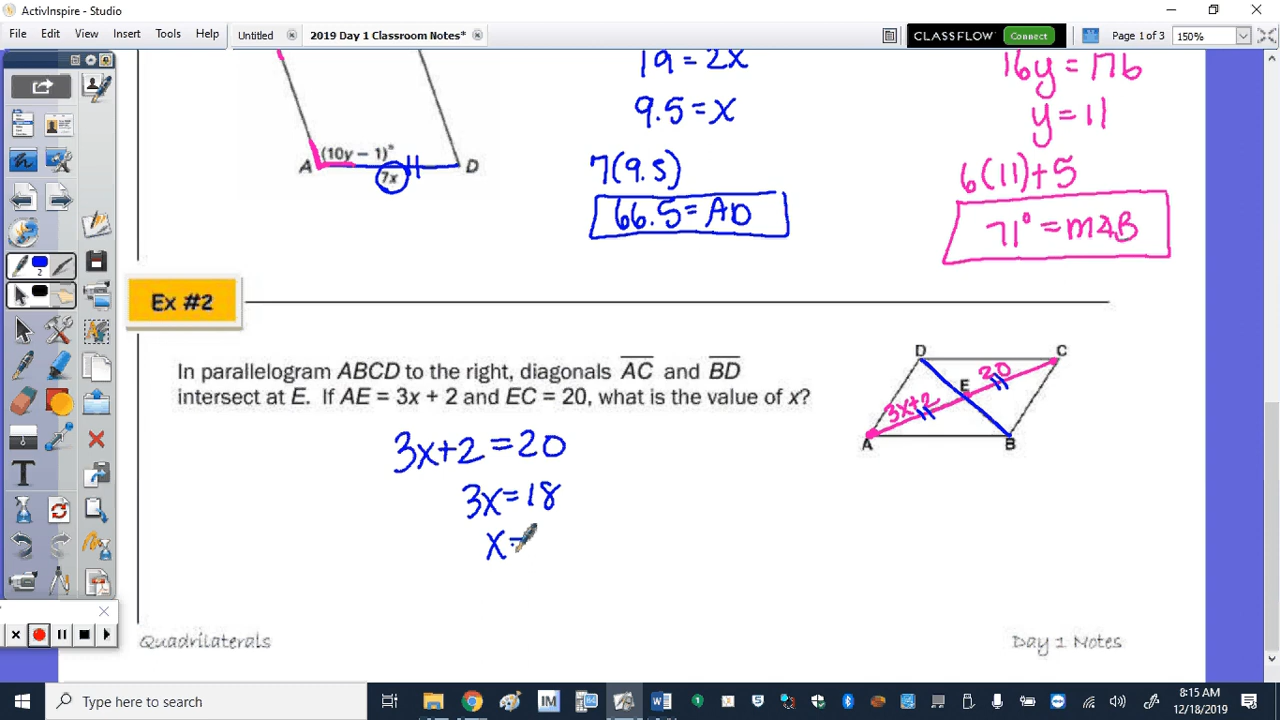 ActivInspire - Studio
File Edit View Insert Tools Help Untitled 2019 Day 1 Classroom Notes* CLASSFLOW Connect Page 1 of 3 150%
19 = 2x
9.5 = x
7(9.5)
66.5 = AD
16y = 176
y = 11
6(11)+5
71° = m∠B
(10y – 1)°
A D
7x
2
Ex #2
In parallelogram ABCD to the right, diagonals AC and BD
intersect at E. If AE = 3x + 2 and EC = 20, what is the value of x?
3x+2 = 20
3x = 18
x =
D C
20
E
3x+2
A B
T
Quadrilaterals Day 1 Notes
Type here to search
IM
W
1
5
8:15 AM
12/18/2019